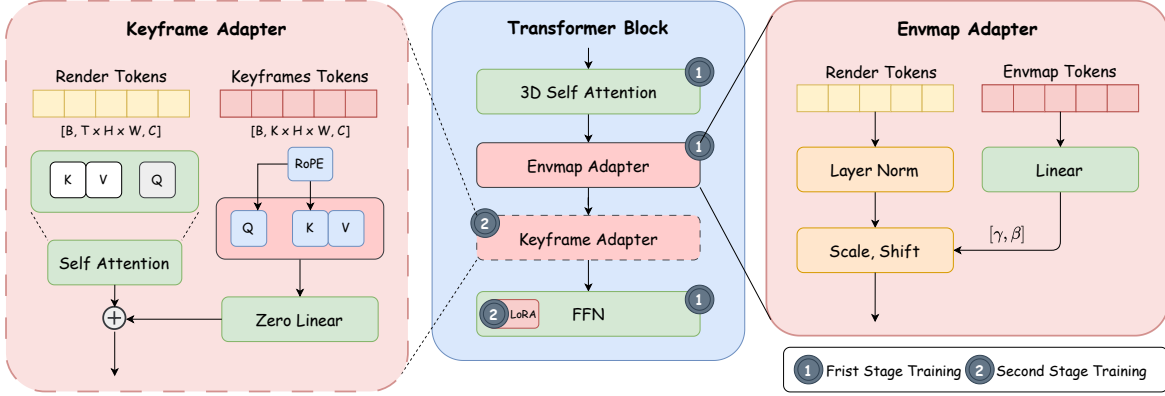 Keyframe Adapter
Render Tokens
Keyframes Tokens
[B, T x H x W, C]
[B, K x H x W, C]
RoPE
K
V
Q
Q
K
V
Self Attention
Zero Linear
+
Transformer Block
1
3D Self Attention
1
Envmap Adapter
2
Keyframe Adapter
1
2
LoRA
FFN
Envmap Adapter
Render Tokens
Envmap Tokens
Layer Norm
Linear
[γ, β]
Scale, Shift
1 Frist Stage Training
2 Second Stage Training